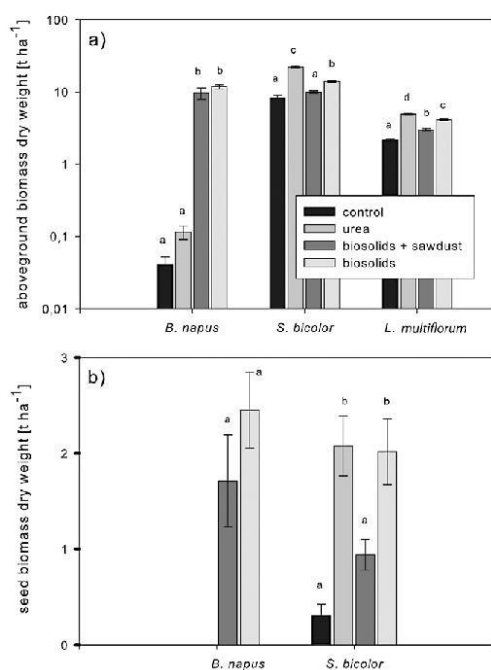 a)
aboveground biomass dry weight [t ha⁻¹]
100
10
1
0,1
0,01
a a b b
a c a b
a d b c
control
urea
biosolids + sawdust
biosolids
B. napus S. bicolor L. multiflorum
b)
seed biomass dry weight [t ha⁻¹]
3
2
1
0
a a
a b a b
B. napus S. bicolor